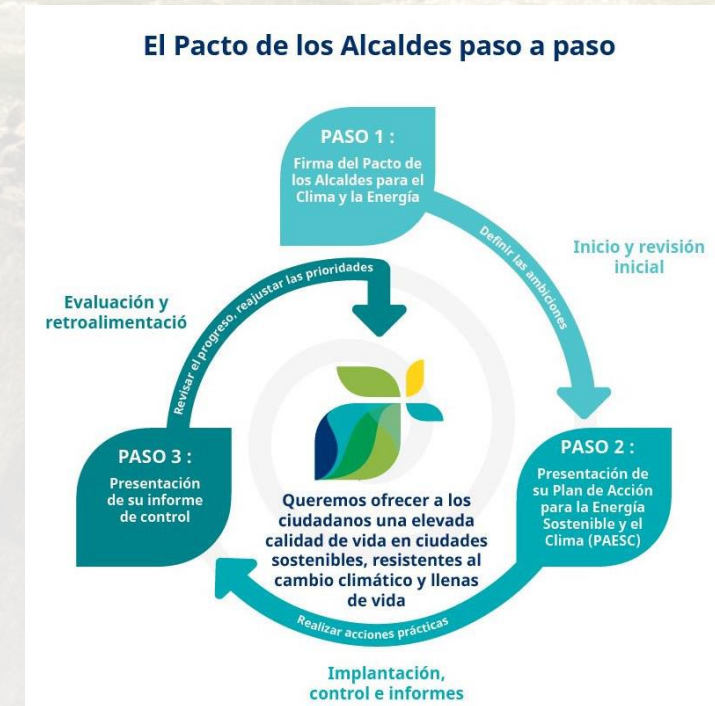 El Pacto de los Alcaldes paso a paso
PASO 1 :
Firma del Pacto de
los Alcaldes para el
Clima y la Energía
Definir las ambiciones
Inicio y revisión
inicial
PASO 2 :
Presentación de
su Plan de Acción
para la Energía
Sostenible y el
Clima (PAESC)
Realizar acciones prácticas
Implantación,
control e informes
PASO 3 :
Presentación
de su informe
de control
Revisar el progreso, reajustar las prioridades
Evaluación y
retroalimentació
Queremos ofrecer a los
ciudadanos una elevada
calidad de vida en ciudades
sostenibles, resistentes al
cambio climático y llenas
de vida